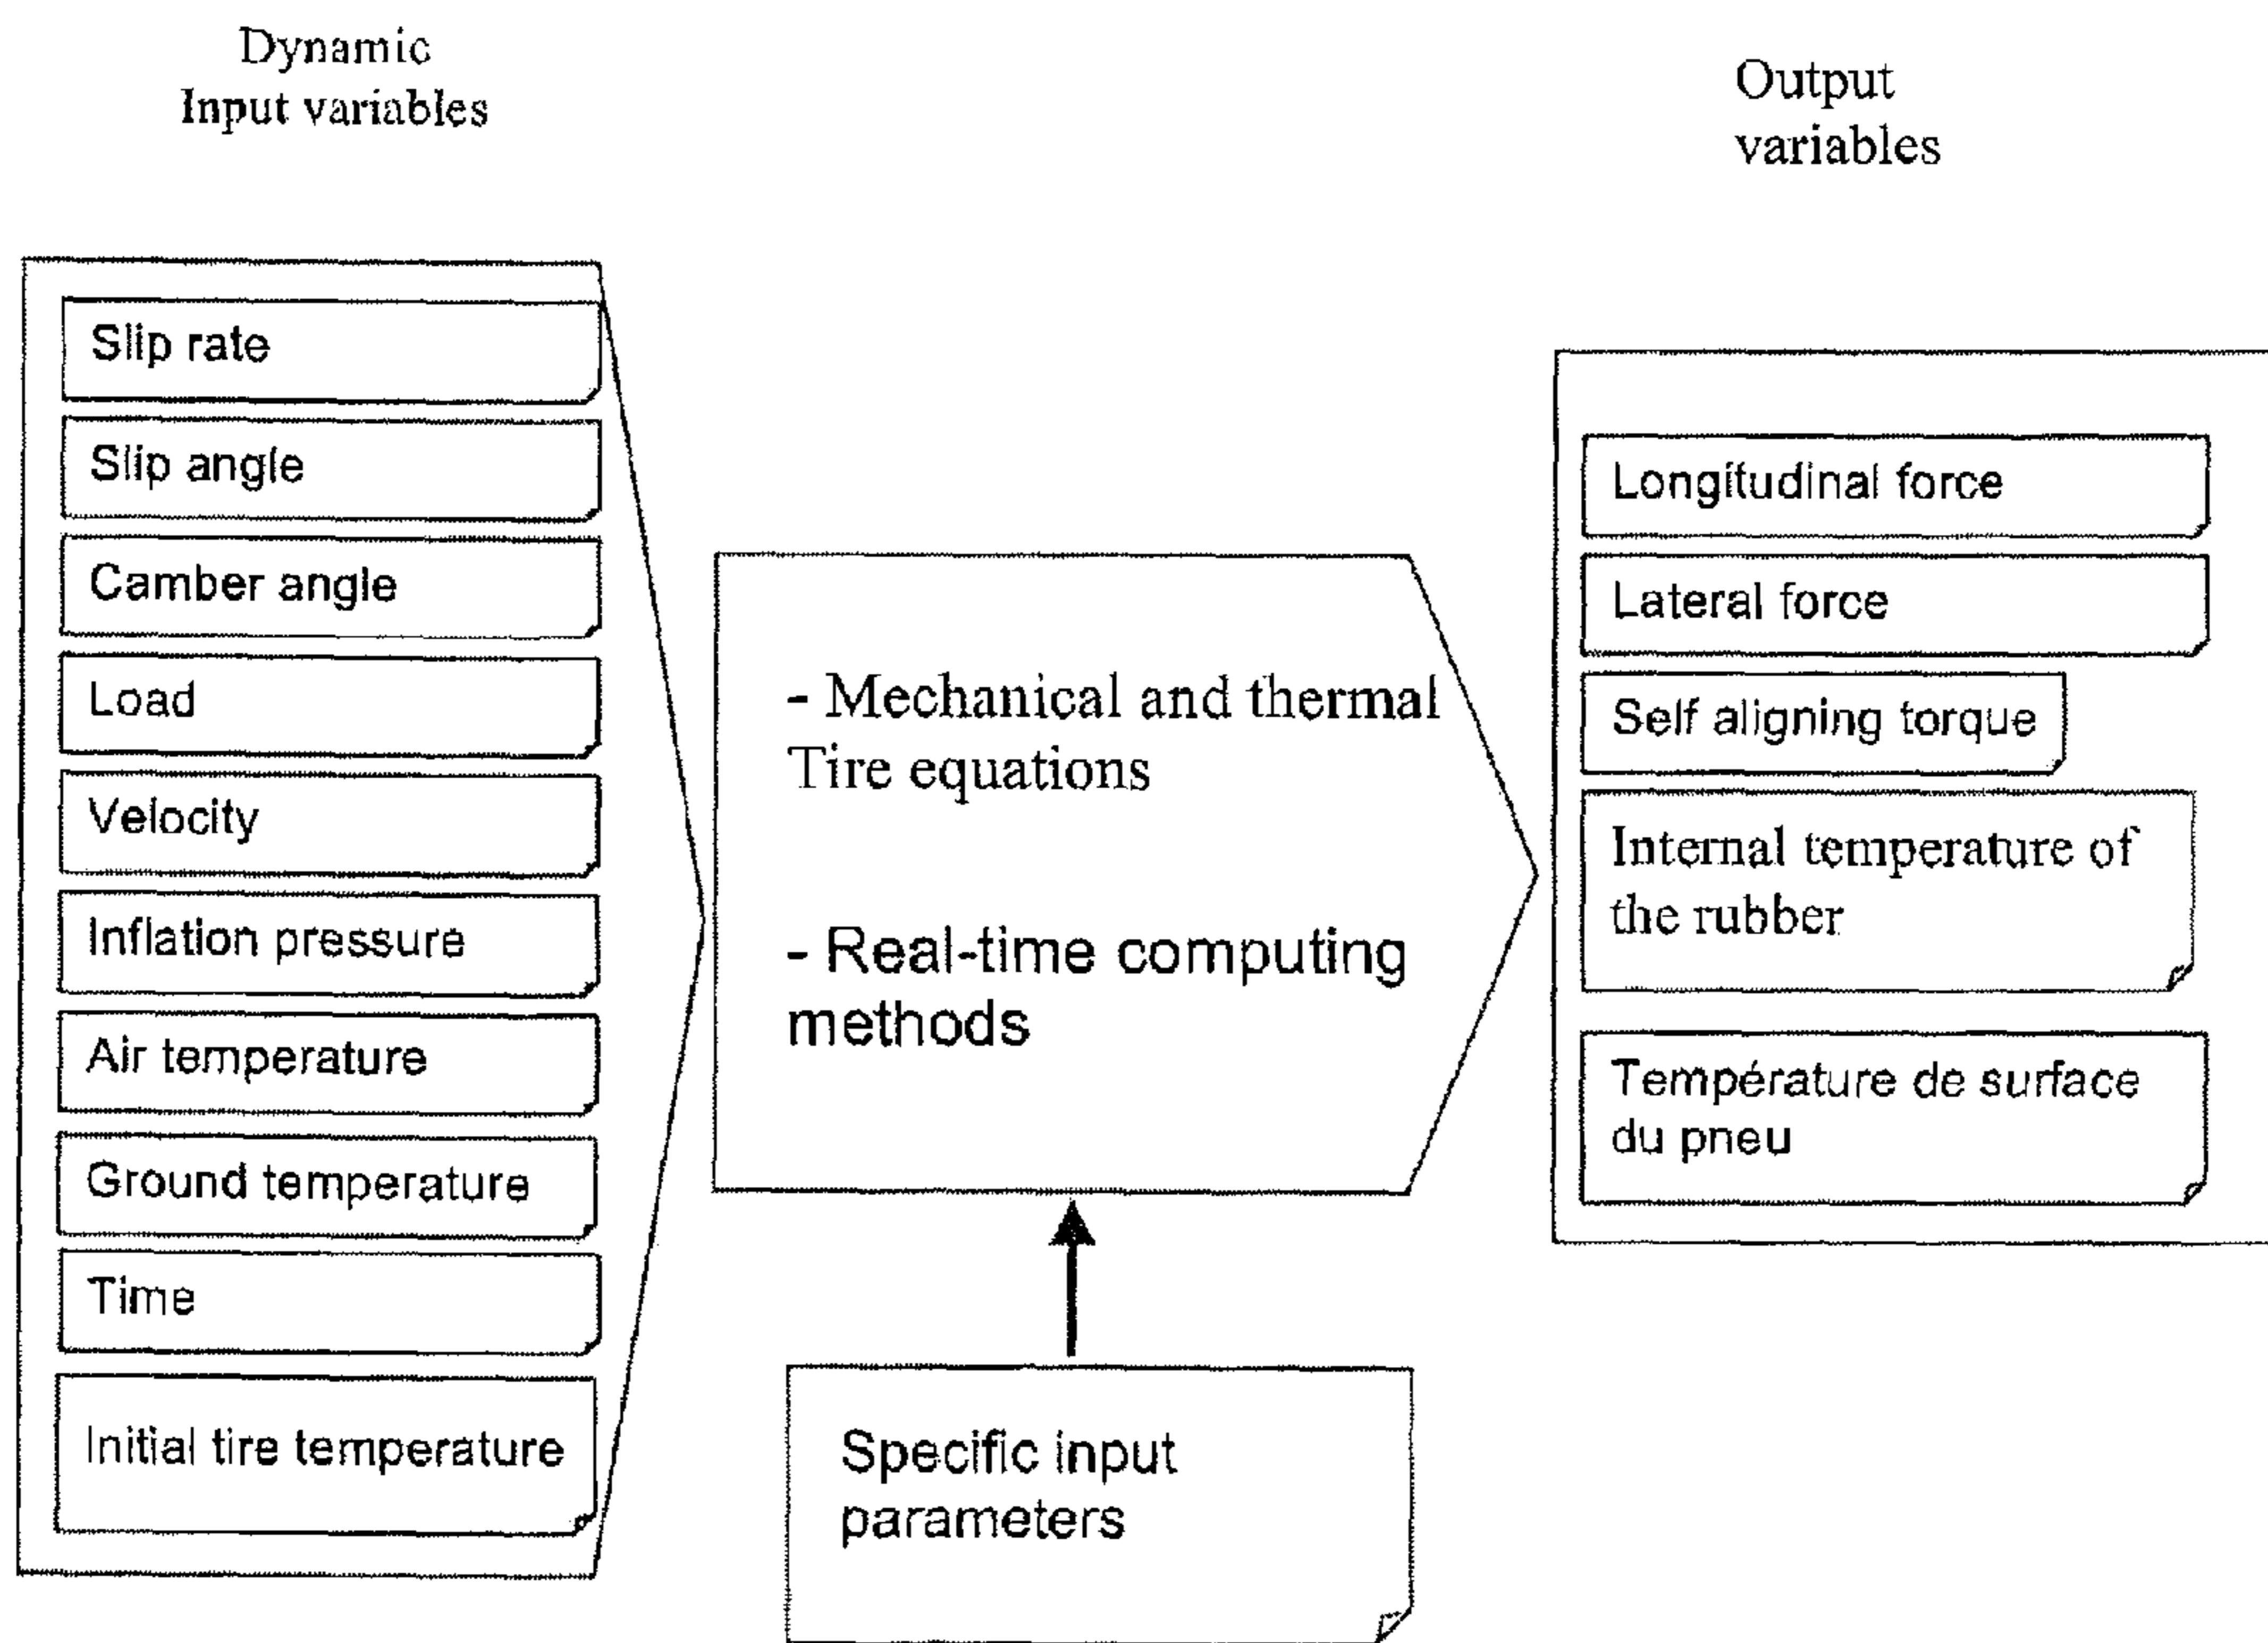 Dynamic
Input variables
Output
variables
Slip rate
Slip angle
Camber angle
Load
Velocity
Inflation pressure
Air temperature
Ground temperature
Time
Initial tire temperature
- Mechanical and thermal
Tire equations
- Real-time computing
methods
Specific input
parameters
Longitudinal force
Lateral force
Self aligning torque
Internal temperature of
the rubber
Température de surface
du pneu